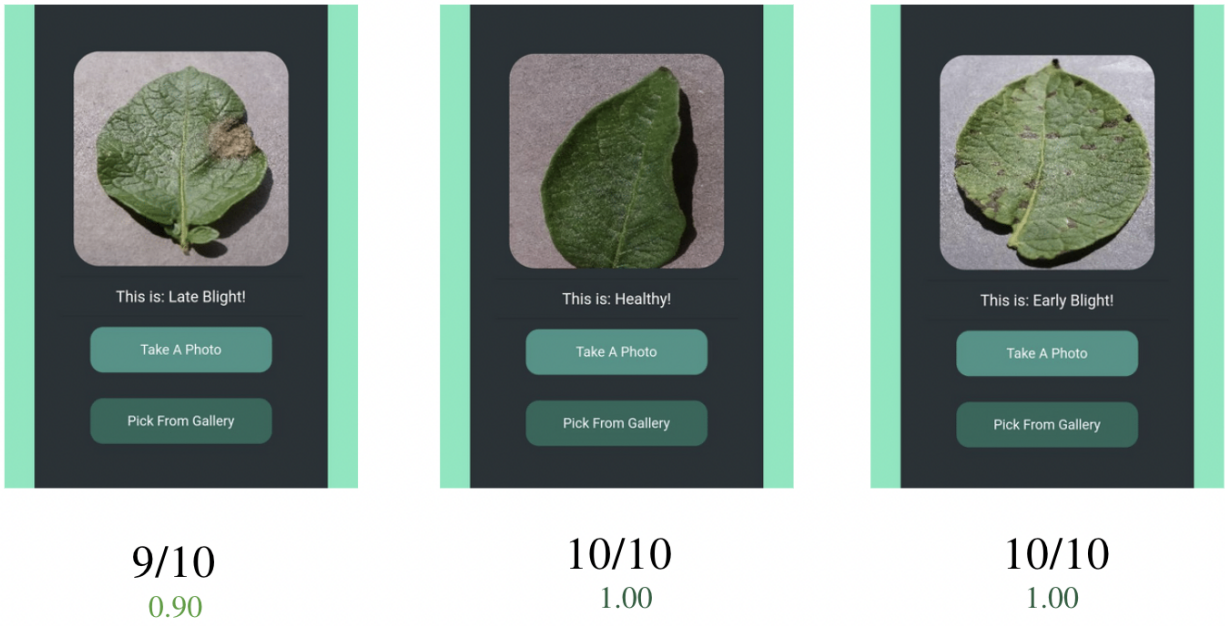 This is: Late Blight!
Take A Photo
Pick From Gallery
9/10
0.90
This is: Healthy!
Take A Photo
Pick From Gallery
10/10
1.00
This is: Early Blight!
Take A Photo
Pick From Gallery
10/10
1.00